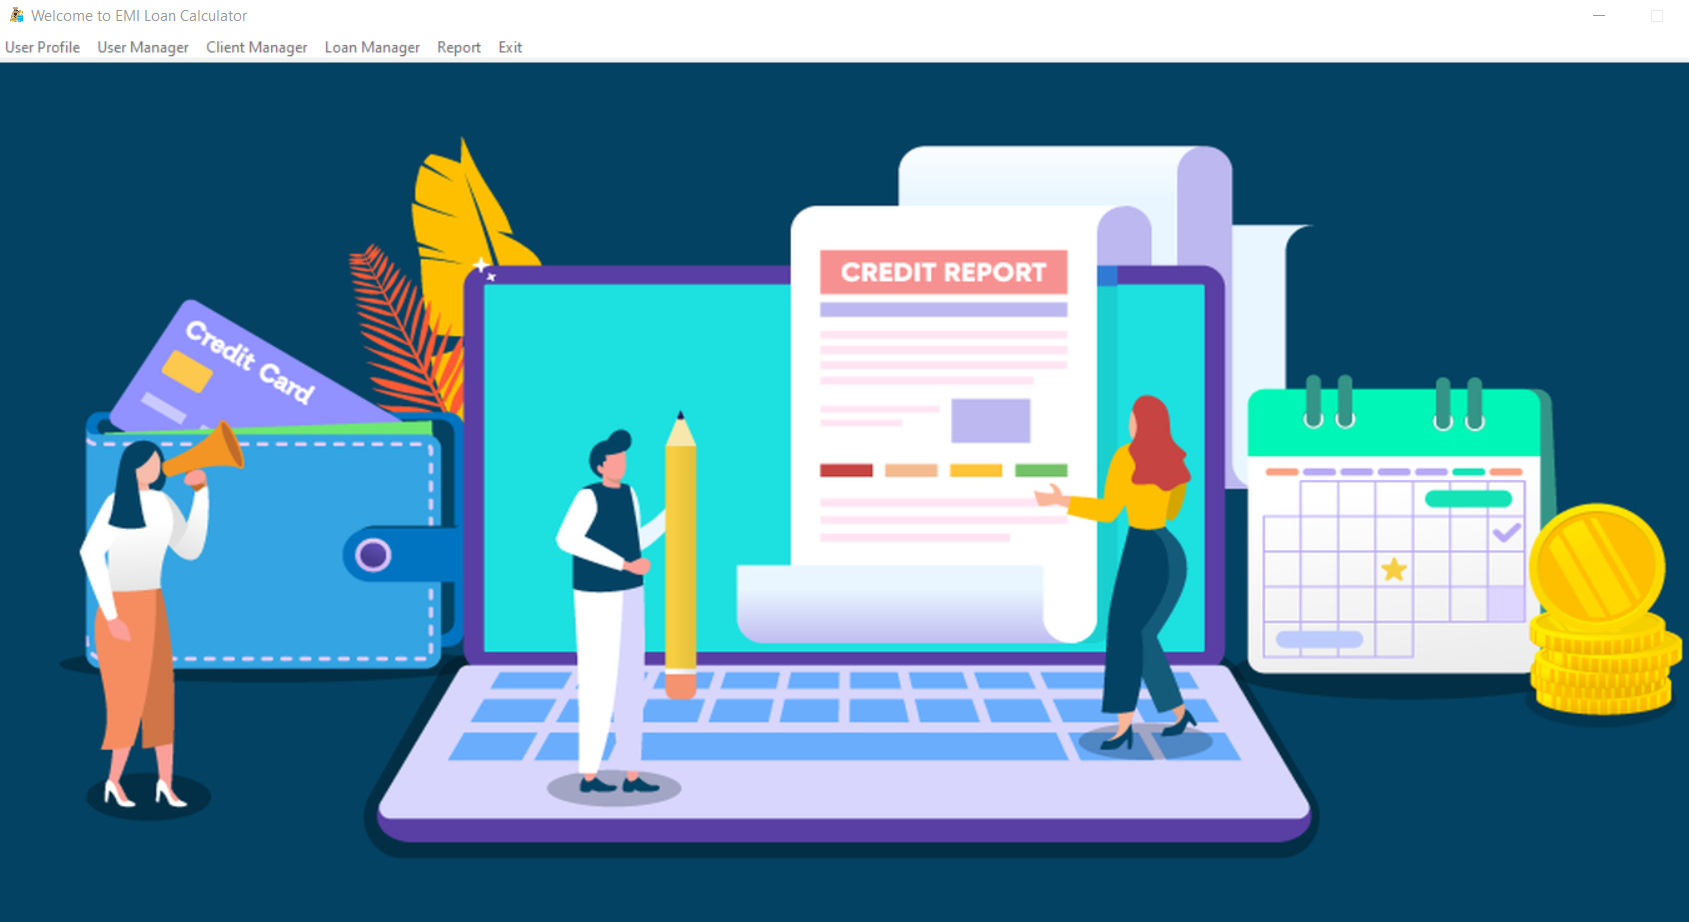 Welcome to EMI Loan Calculator
User Profile User Manager Client Manager Loan Manager Report Exit
CREDIT REPORT
Credit Card